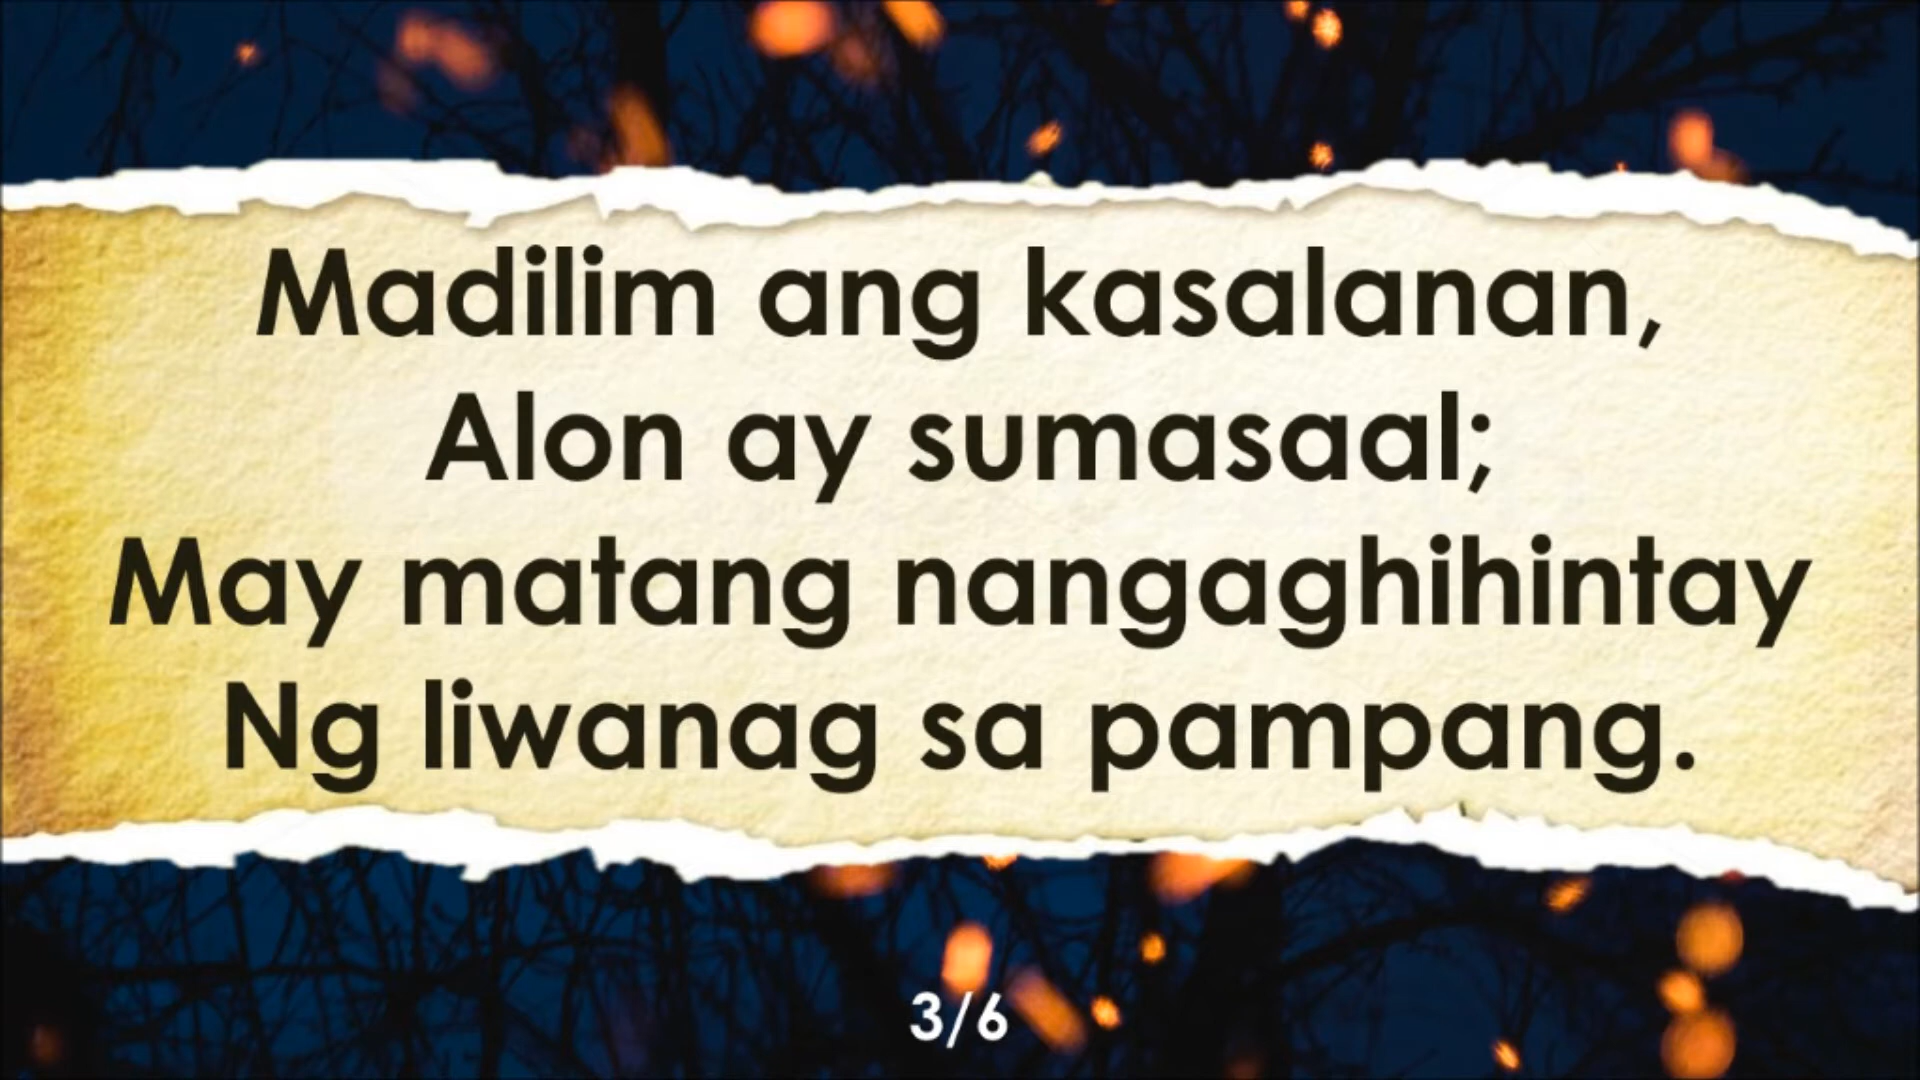 Madilim ang kasalanan,
Alon ay sumasaal;
May matang nangaghihintay
Ng liwanag sa pampang.
3/6